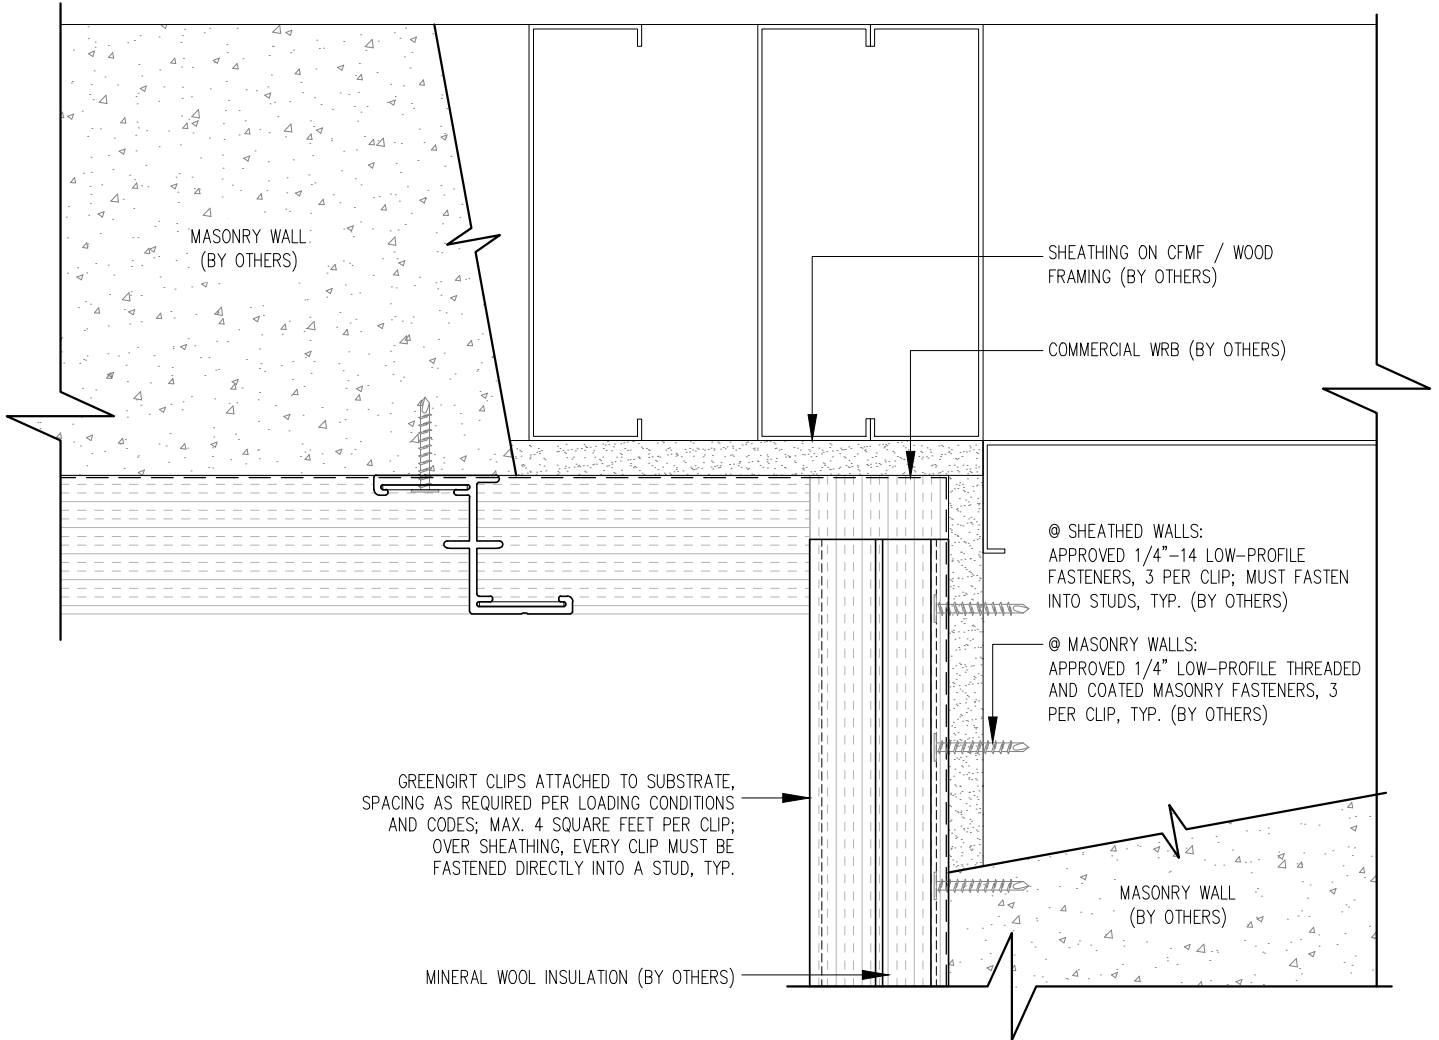 MASONRY WALL
(BY OTHERS)
SHEATHING ON CFMF / WOOD
FRAMING (BY OTHERS)
COMMERCIAL WRB (BY OTHERS)
@ SHEATHED WALLS:
APPROVED 1/4"-14 LOW-PROFILE
FASTENERS, 3 PER CLIP; MUST FASTEN
INTO STUDS, TYP. (BY OTHERS)
@ MASONRY WALLS:
APPROVED 1/4" LOW-PROFILE THREADED
AND COATED MASONRY FASTENERS, 3
PER CLIP, TYP. (BY OTHERS)
GREENGIRT CLIPS ATTACHED TO SUBSTRATE,
SPACING AS REQUIRED PER LOADING CONDITIONS
AND CODES; MAX. 4 SQUARE FEET PER CLIP;
OVER SHEATHING, EVERY CLIP MUST BE
FASTENED DIRECTLY INTO A STUD, TYP.
MASONRY WALL
(BY OTHERS)
MINERAL WOOL INSULATION (BY OTHERS)